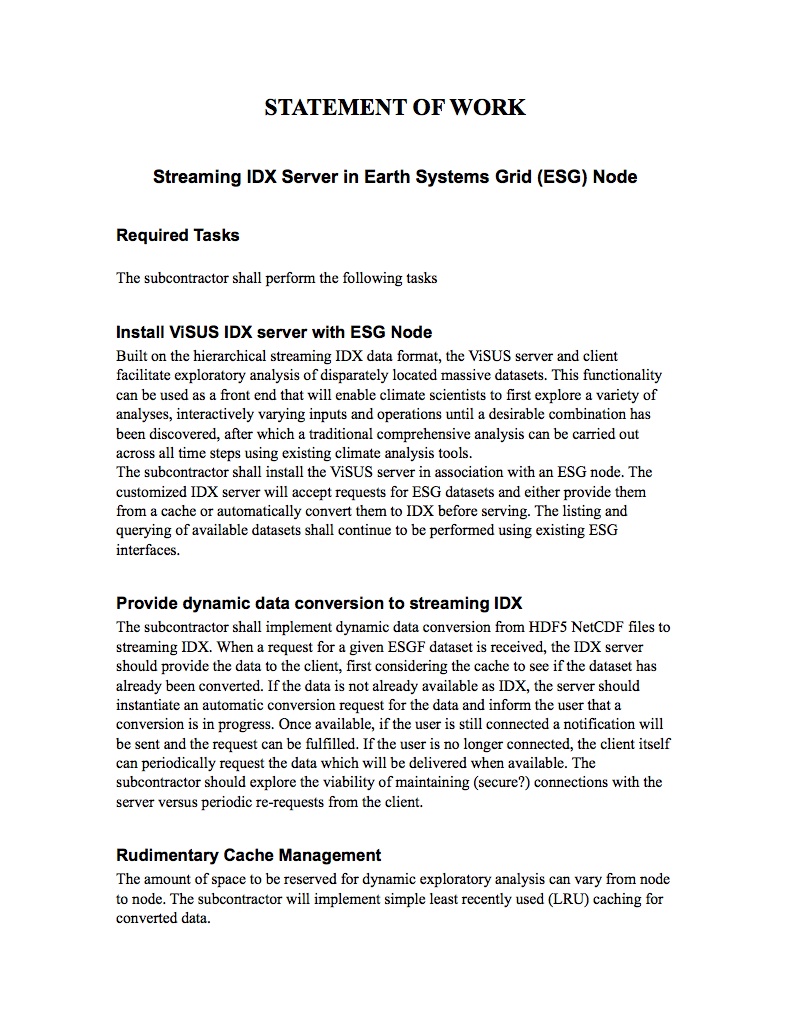 STATEMENT OF WORK
Streaming IDX Server in Earth Systems Grid (ESG) Node
Required Tasks
The subcontractor shall perform the following tasks
Install ViSUS IDX server with ESG Node
Built on the hierarchical streaming IDX data format, the ViSUS server and client
facilitate exploratory analysis of disparately located massive datasets. This functionality
can be used as a front end that will enable climate scientists to first explore a variety of
analyses, interactively varying inputs and operations until a desirable combination has
been discovered, after which a traditional comprehensive analysis can be carried out
across all time steps using existing climate analysis tools.
The subcontractor shall install the ViSUS server in association with an ESG node. The
customized IDX server will accept requests for ESG datasets and either provide them
from a cache or automatically convert them to IDX before serving. The listing and
querying of available datasets shall continue to be performed using existing ESG
interfaces.
Provide dynamic data conversion to streaming IDX
The subcontractor shall implement dynamic data conversion from HDF5 NetCDF files to
streaming IDX. When a request for a given ESGF dataset is received, the IDX server
should provide the data to the client, first considering the cache to see if the dataset has
already been converted. If the data is not already available as IDX, the server should
instantiate an automatic conversion request for the data and inform the user that a
conversion is in progress. Once available, if the user is still connected a notification will
be sent and the request can be fulfilled. If the user is no longer connected, the client itself
can periodically request the data which will be delivered when available. The
subcontractor should explore the viability of maintaining (secure?) connections with the
server versus periodic re-requests from the client.
Rudimentary Cache Management
The amount of space to be reserved for dynamic exploratory analysis can vary from node
to node. The subcontractor will implement simple least recently used (LRU) caching for
converted data.